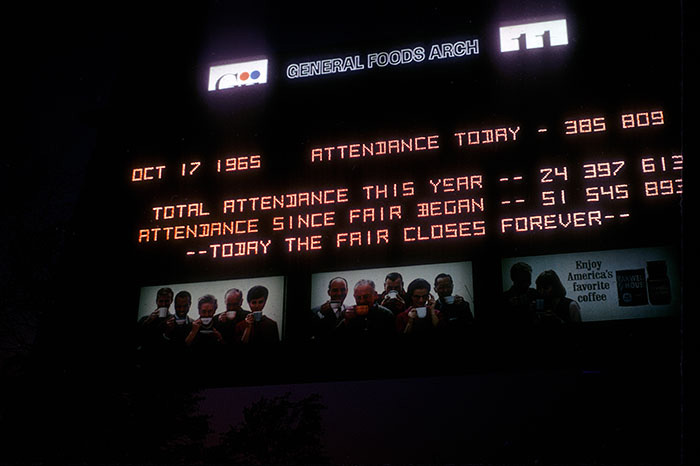 GENERAL FOODS ARCH
OCT 17 1965 ATTENDANCE TODAY - 385 809
TOTAL ATTENDANCE THIS YEAR -- 24 397 613
ATTENDANCE SINCE FAIR BEGAN -- 51 545 893
--TODAY THE FAIR CLOSES FOREVER--
Enjoy
America's
favorite
coffee